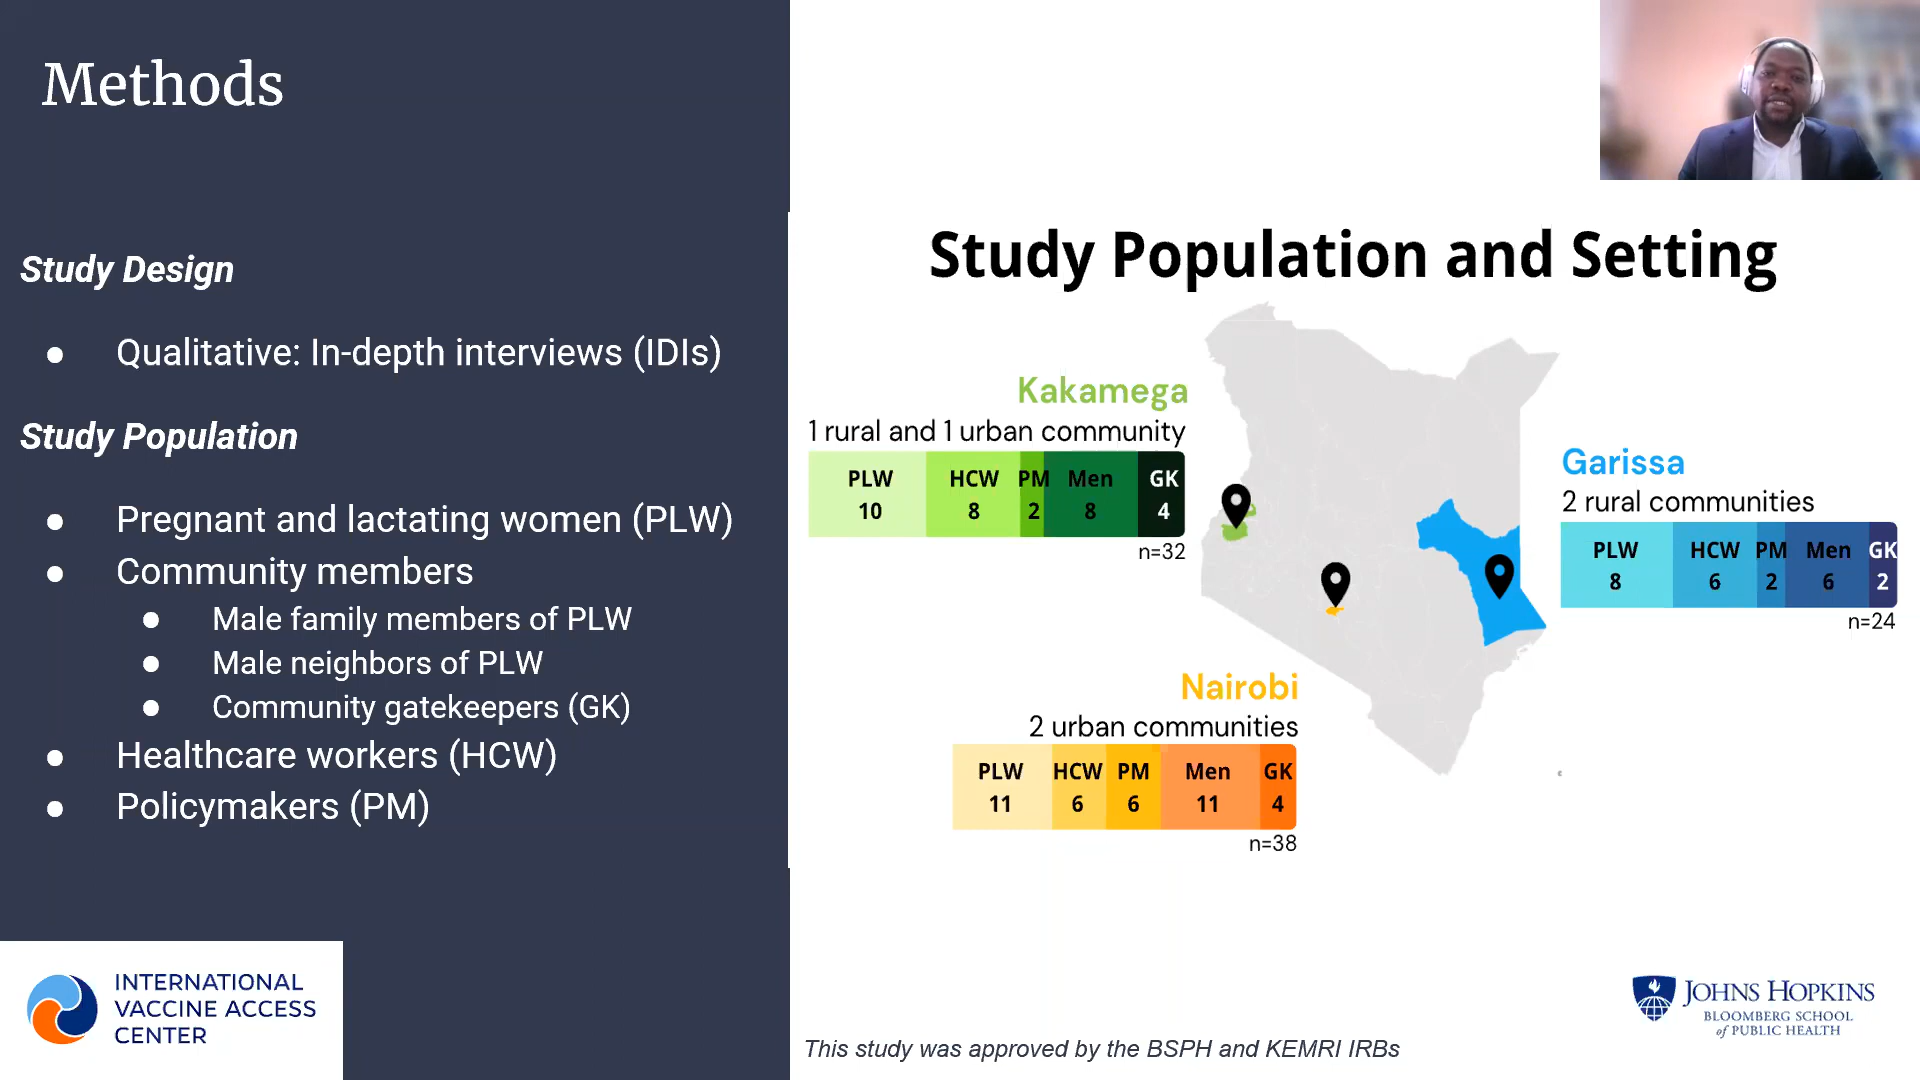 Methods
Study Design
● Qualitative: In-depth interviews (IDIs)
Study Population
● Pregnant and lactating women (PLW)
● Community members
● Male family members of PLW
● Male neighbors of PLW
● Community gatekeepers (GK)
● Healthcare workers (HCW)
● Policymakers (PM)
INTERNATIONAL
VACCINE ACCESS
CENTER
Study Population and Setting
Kakamega
1 rural and 1 urban community
PLW HCW PM Men GK
10 8 2 8 4
n=32
Garissa
2 rural communities
PLW HCW PM Men GK
8 6 2 6 2
n=24
Nairobi
2 urban communities
PLW HCW PM Men GK
11 6 6 11 4
n=38
This study was approved by the BSPH and KEMRI IRBs
JOHNS HOPKINS
BLOOMBERG SCHOOL
of PUBLIC HEALTH